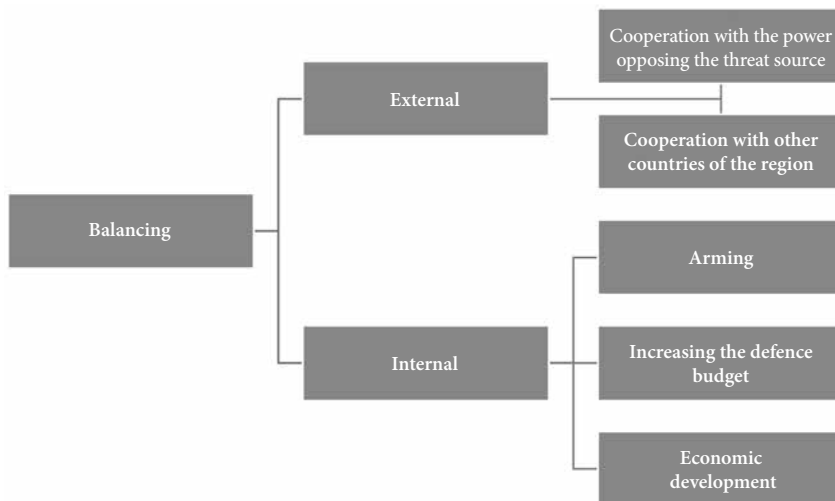 Balancing
External
Cooperation with the power
opposing the threat source
Cooperation with other
countries of the region
Internal
Arming
Increasing the defence
budget
Economic
development